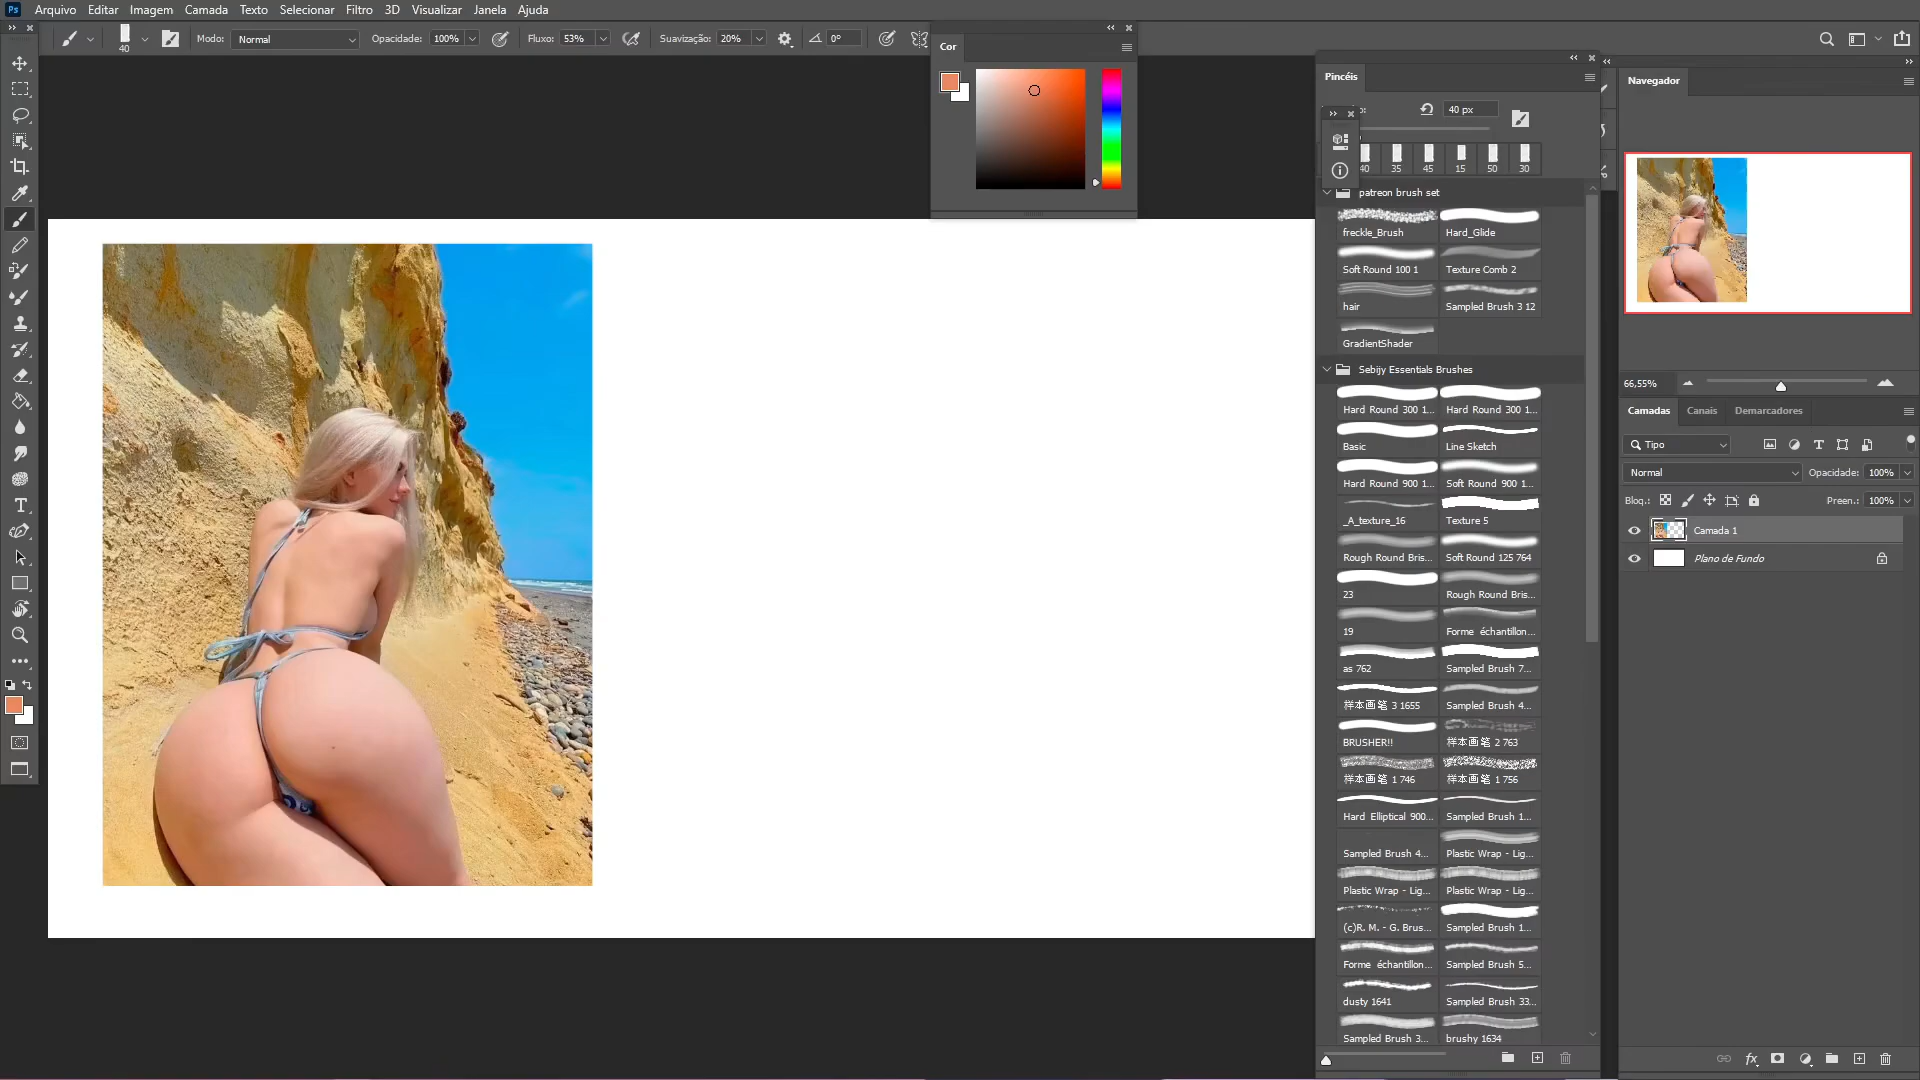 Ps Arquivo Editar Imagem Camada Texto Selecionar Filtro 3D Visualizar Janela Ajuda
40 Modo: Normal Opacidade: 100% Fluxo: 53% Suavização: 20% 0°
Cor
Pincéis
40 px
40 35 45 15 50 30
patreon brush set
freckle_Brush Hard_Glide
Soft Round 100 1 Texture Comb 2
hair Sampled Brush 3 12
GradientShader
Sebijy Essentials Brushes
Hard Round 300 1... Hard Round 300 1...
Basic Line Sketch
Hard Round 900 1... Soft Round 900 1...
_A_texture_16 Texture 5
Rough Round Bris... Soft Round 125 764
23 Rough Round Bris...
19 Forme échantillon...
as 762 Sampled Brush 7...
样本画笔 3 1655 Sampled Brush 4...
BRUSHER!! 样本画笔 2 763
样本画笔 1 746 样本画笔 1 756
Hard Elliptical 900... Sampled Brush 1...
Sampled Brush 4... Plastic Wrap - Lig...
Plastic Wrap - Lig... Plastic Wrap - Lig...
(c)R. M. - G. Brus... Sampled Brush 1...
Forme échantillon... Sampled Brush 5...
dusty 1641 Sampled Brush 33...
Sampled Brush 3... brushy 1634
Navegador
66,55%
Camadas Canais Demarcadores
Tipo
Normal Opacidade: 100%
Bloq.: Preen.: 100%
Camada 1
Plano de Fundo